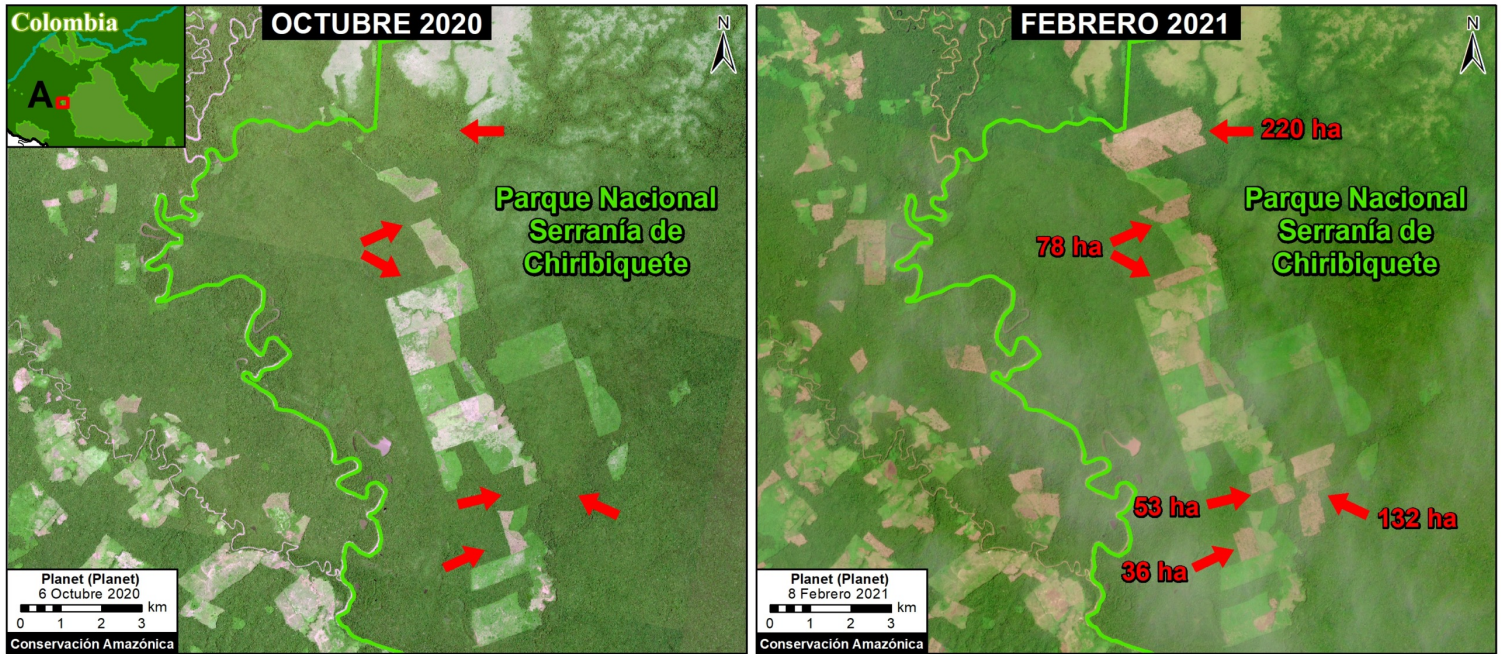 Colombia
A
OCTUBRE 2020
N
Parque Nacional
Serranía de
Chiribiquete
Planet (Planet)
6 Octubre 2020
km
0 1 2 3
Conservación Amazónica
FEBRERO 2021
N
220 ha
Parque Nacional
Serranía de
Chiribiquete
78 ha
53 ha
132 ha
36 ha
Planet (Planet)
8 Febrero 2021
km
0 1 2 3
Conservación Amazónica